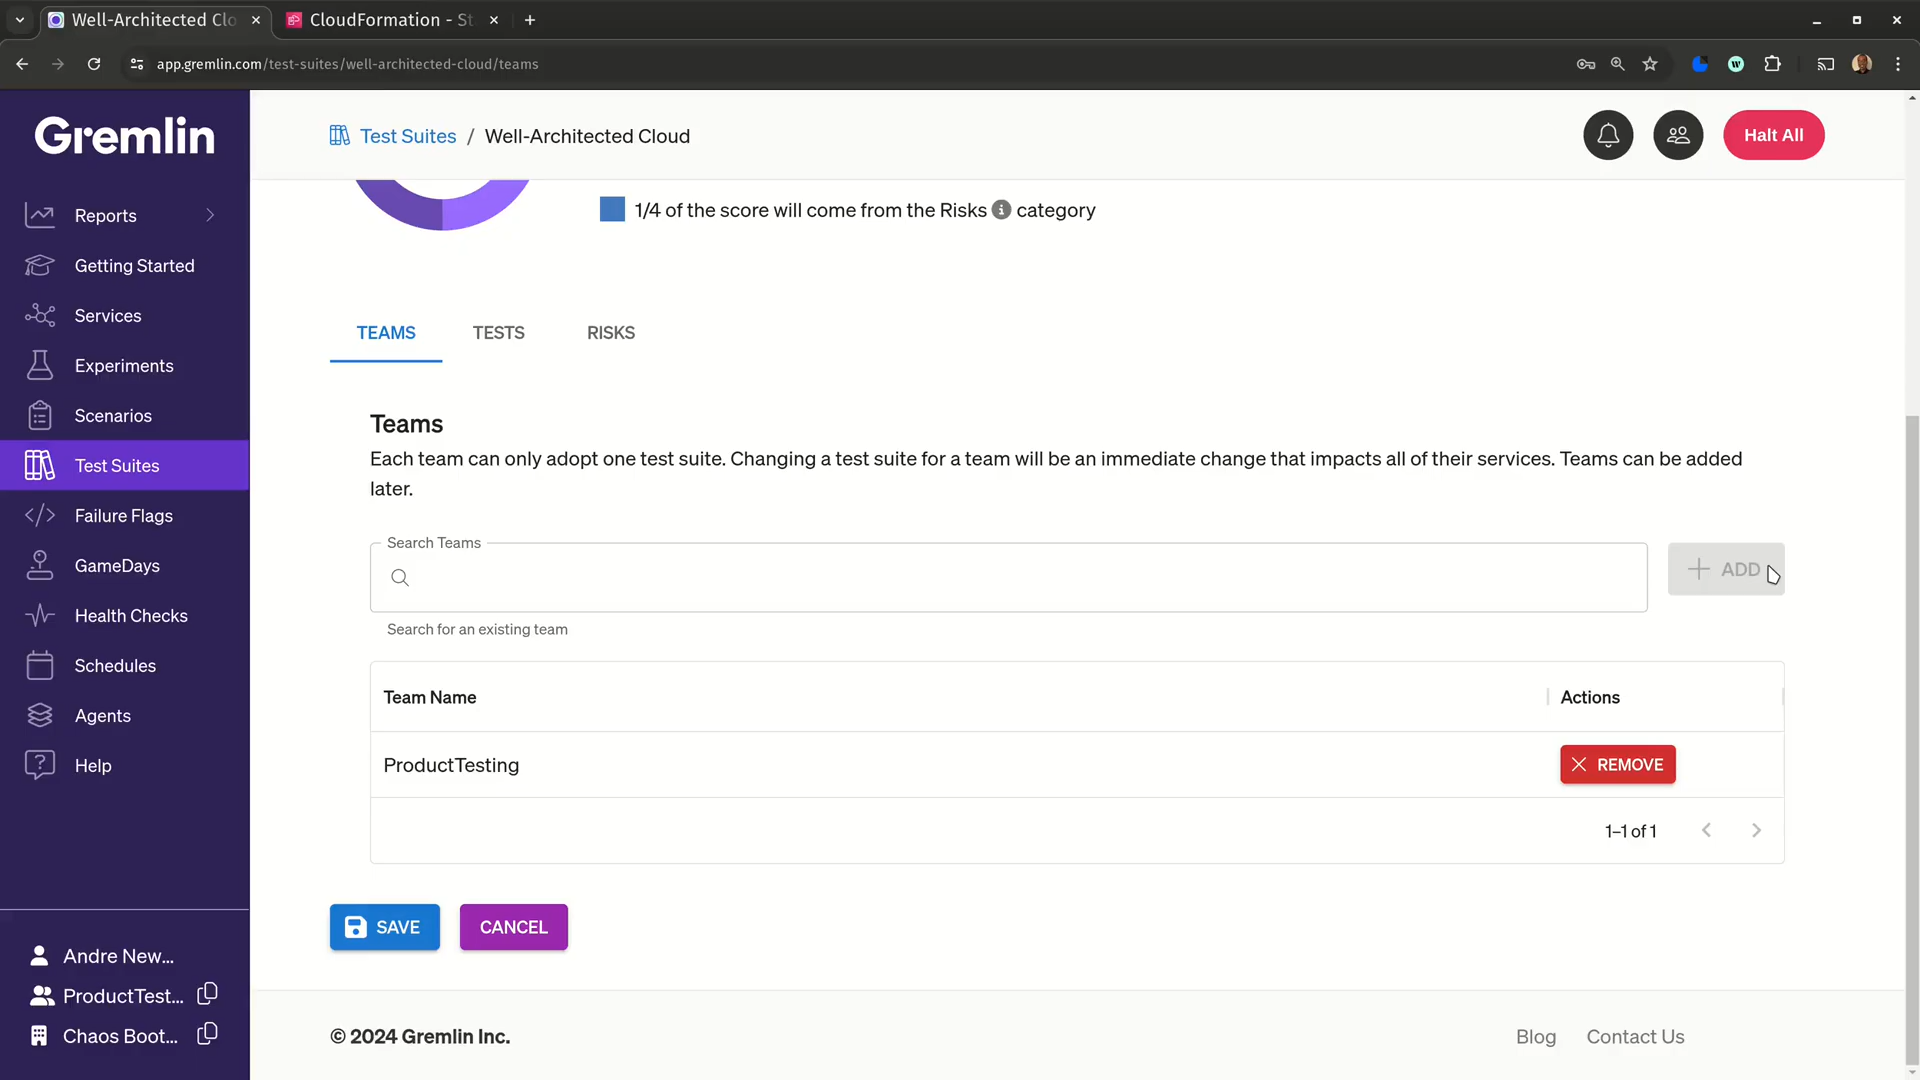 Well-Architected Clo
CloudFormation - St
app.gremlin.com/test-suites/well-architected-cloud/teams
Gremlin
Reports
Getting Started
Services
Experiments
Scenarios
Test Suites
Failure Flags
GameDays
Health Checks
Schedules
Agents
Help
Andre New...
ProductTest...
Chaos Boot...
Test Suites / Well-Architected Cloud
Halt All
1/4 of the score will come from the Risks category
TEAMS
TESTS
RISKS
Teams
Each team can only adopt one test suite. Changing a test suite for a team will be an immediate change that impacts all of their services. Teams can be added
later.
Search Teams
ADD
Search for an existing team
Team Name
Actions
ProductTesting
REMOVE
1–1 of 1
SAVE
CANCEL
© 2024 Gremlin Inc.
Blog
Contact Us